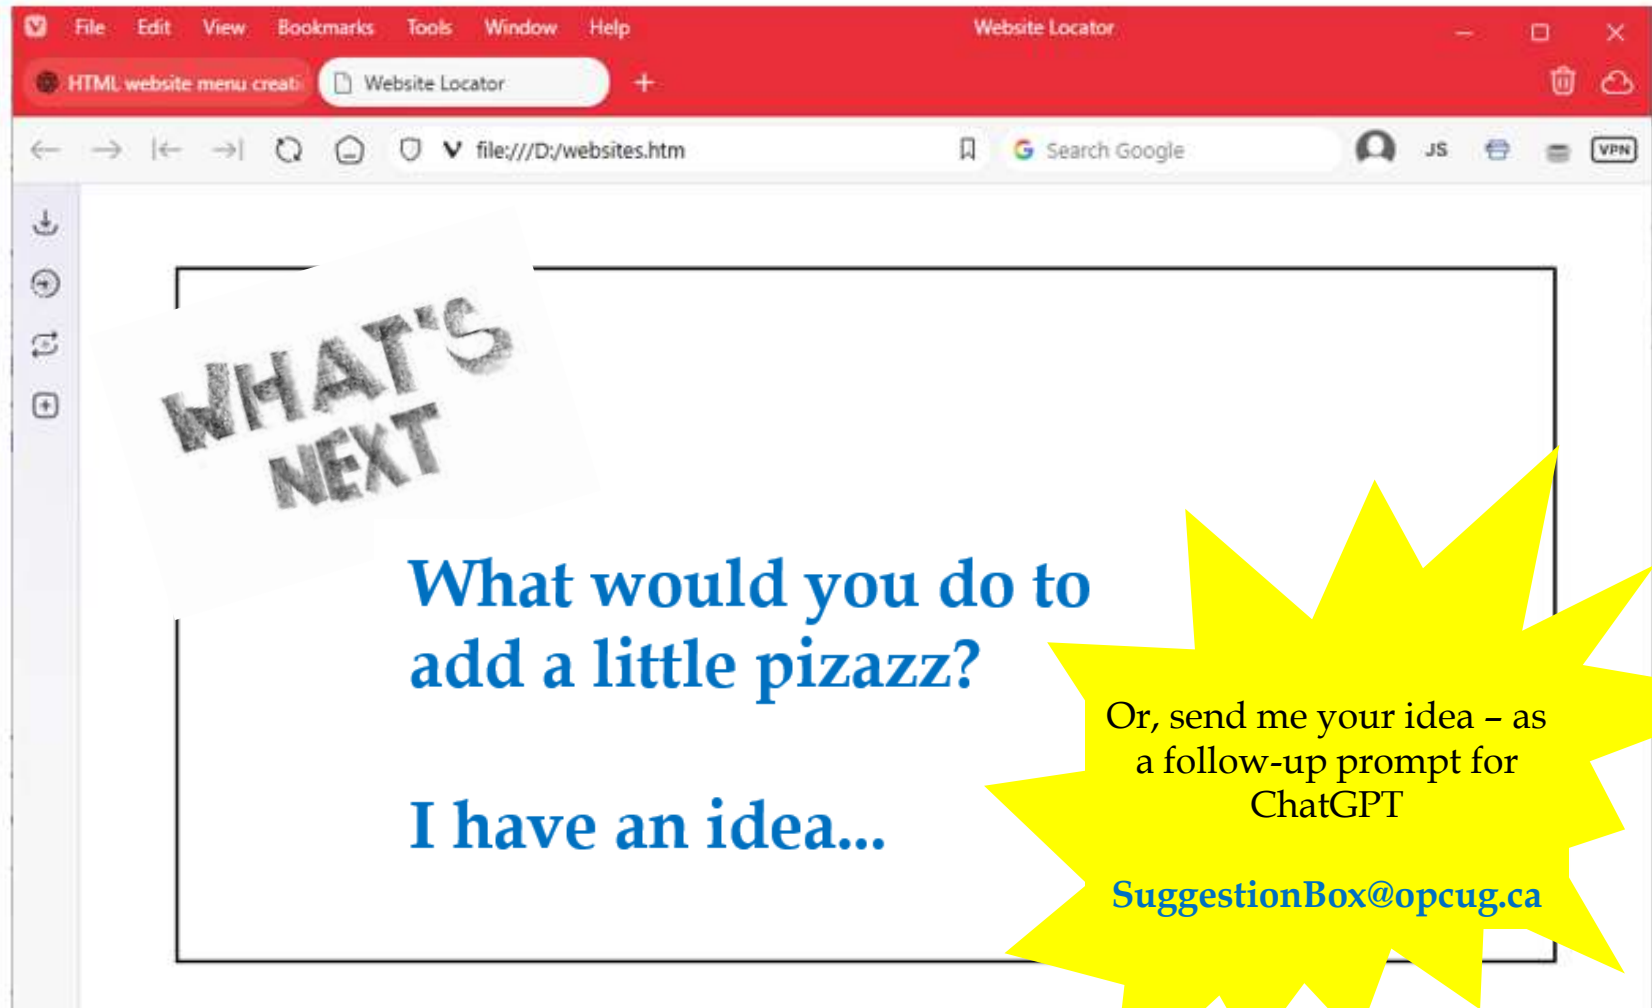 File Edit View Bookmarks Tools Window Help Website Locator
HTML website menu creati Website Locator
file:///D:/websites.htm Search Google JS VPN
WHAT'S
NEXT
What would you do to
add a little pizazz?
I have an idea...
Or, send me your idea – as
a follow-up prompt for
ChatGPT
SuggestionBox@opcug.ca